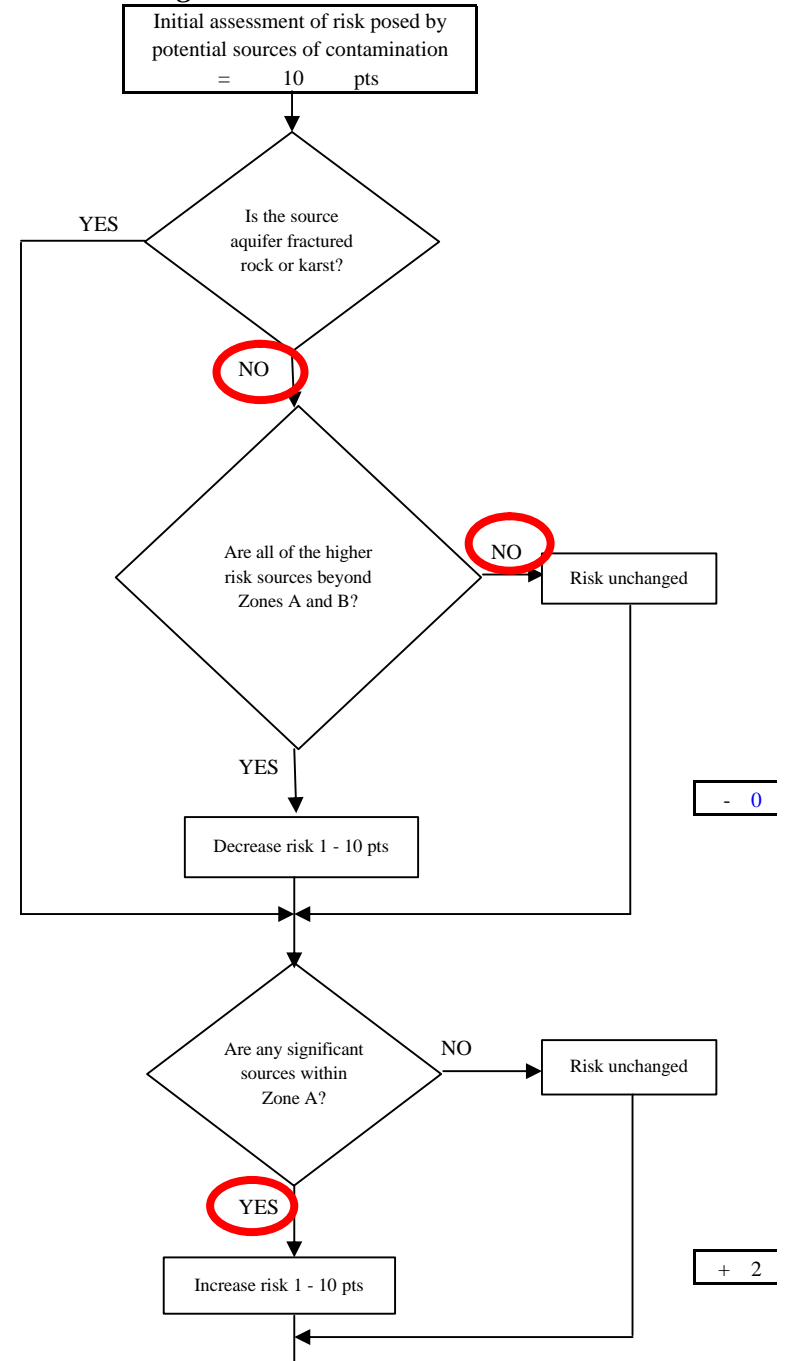 Initial assessment of risk posed by
potential sources of contamination
= 10 pts
YES
Is the source
aquifer fractured
rock or karst?
NO
Are all of the higher
risk sources beyond
Zones A and B?
NO
Risk unchanged
YES
- 0
Decrease risk 1 - 10 pts
Are any significant
sources within
Zone A?
NO
Risk unchanged
YES
+ 2
Increase risk 1 - 10 pts